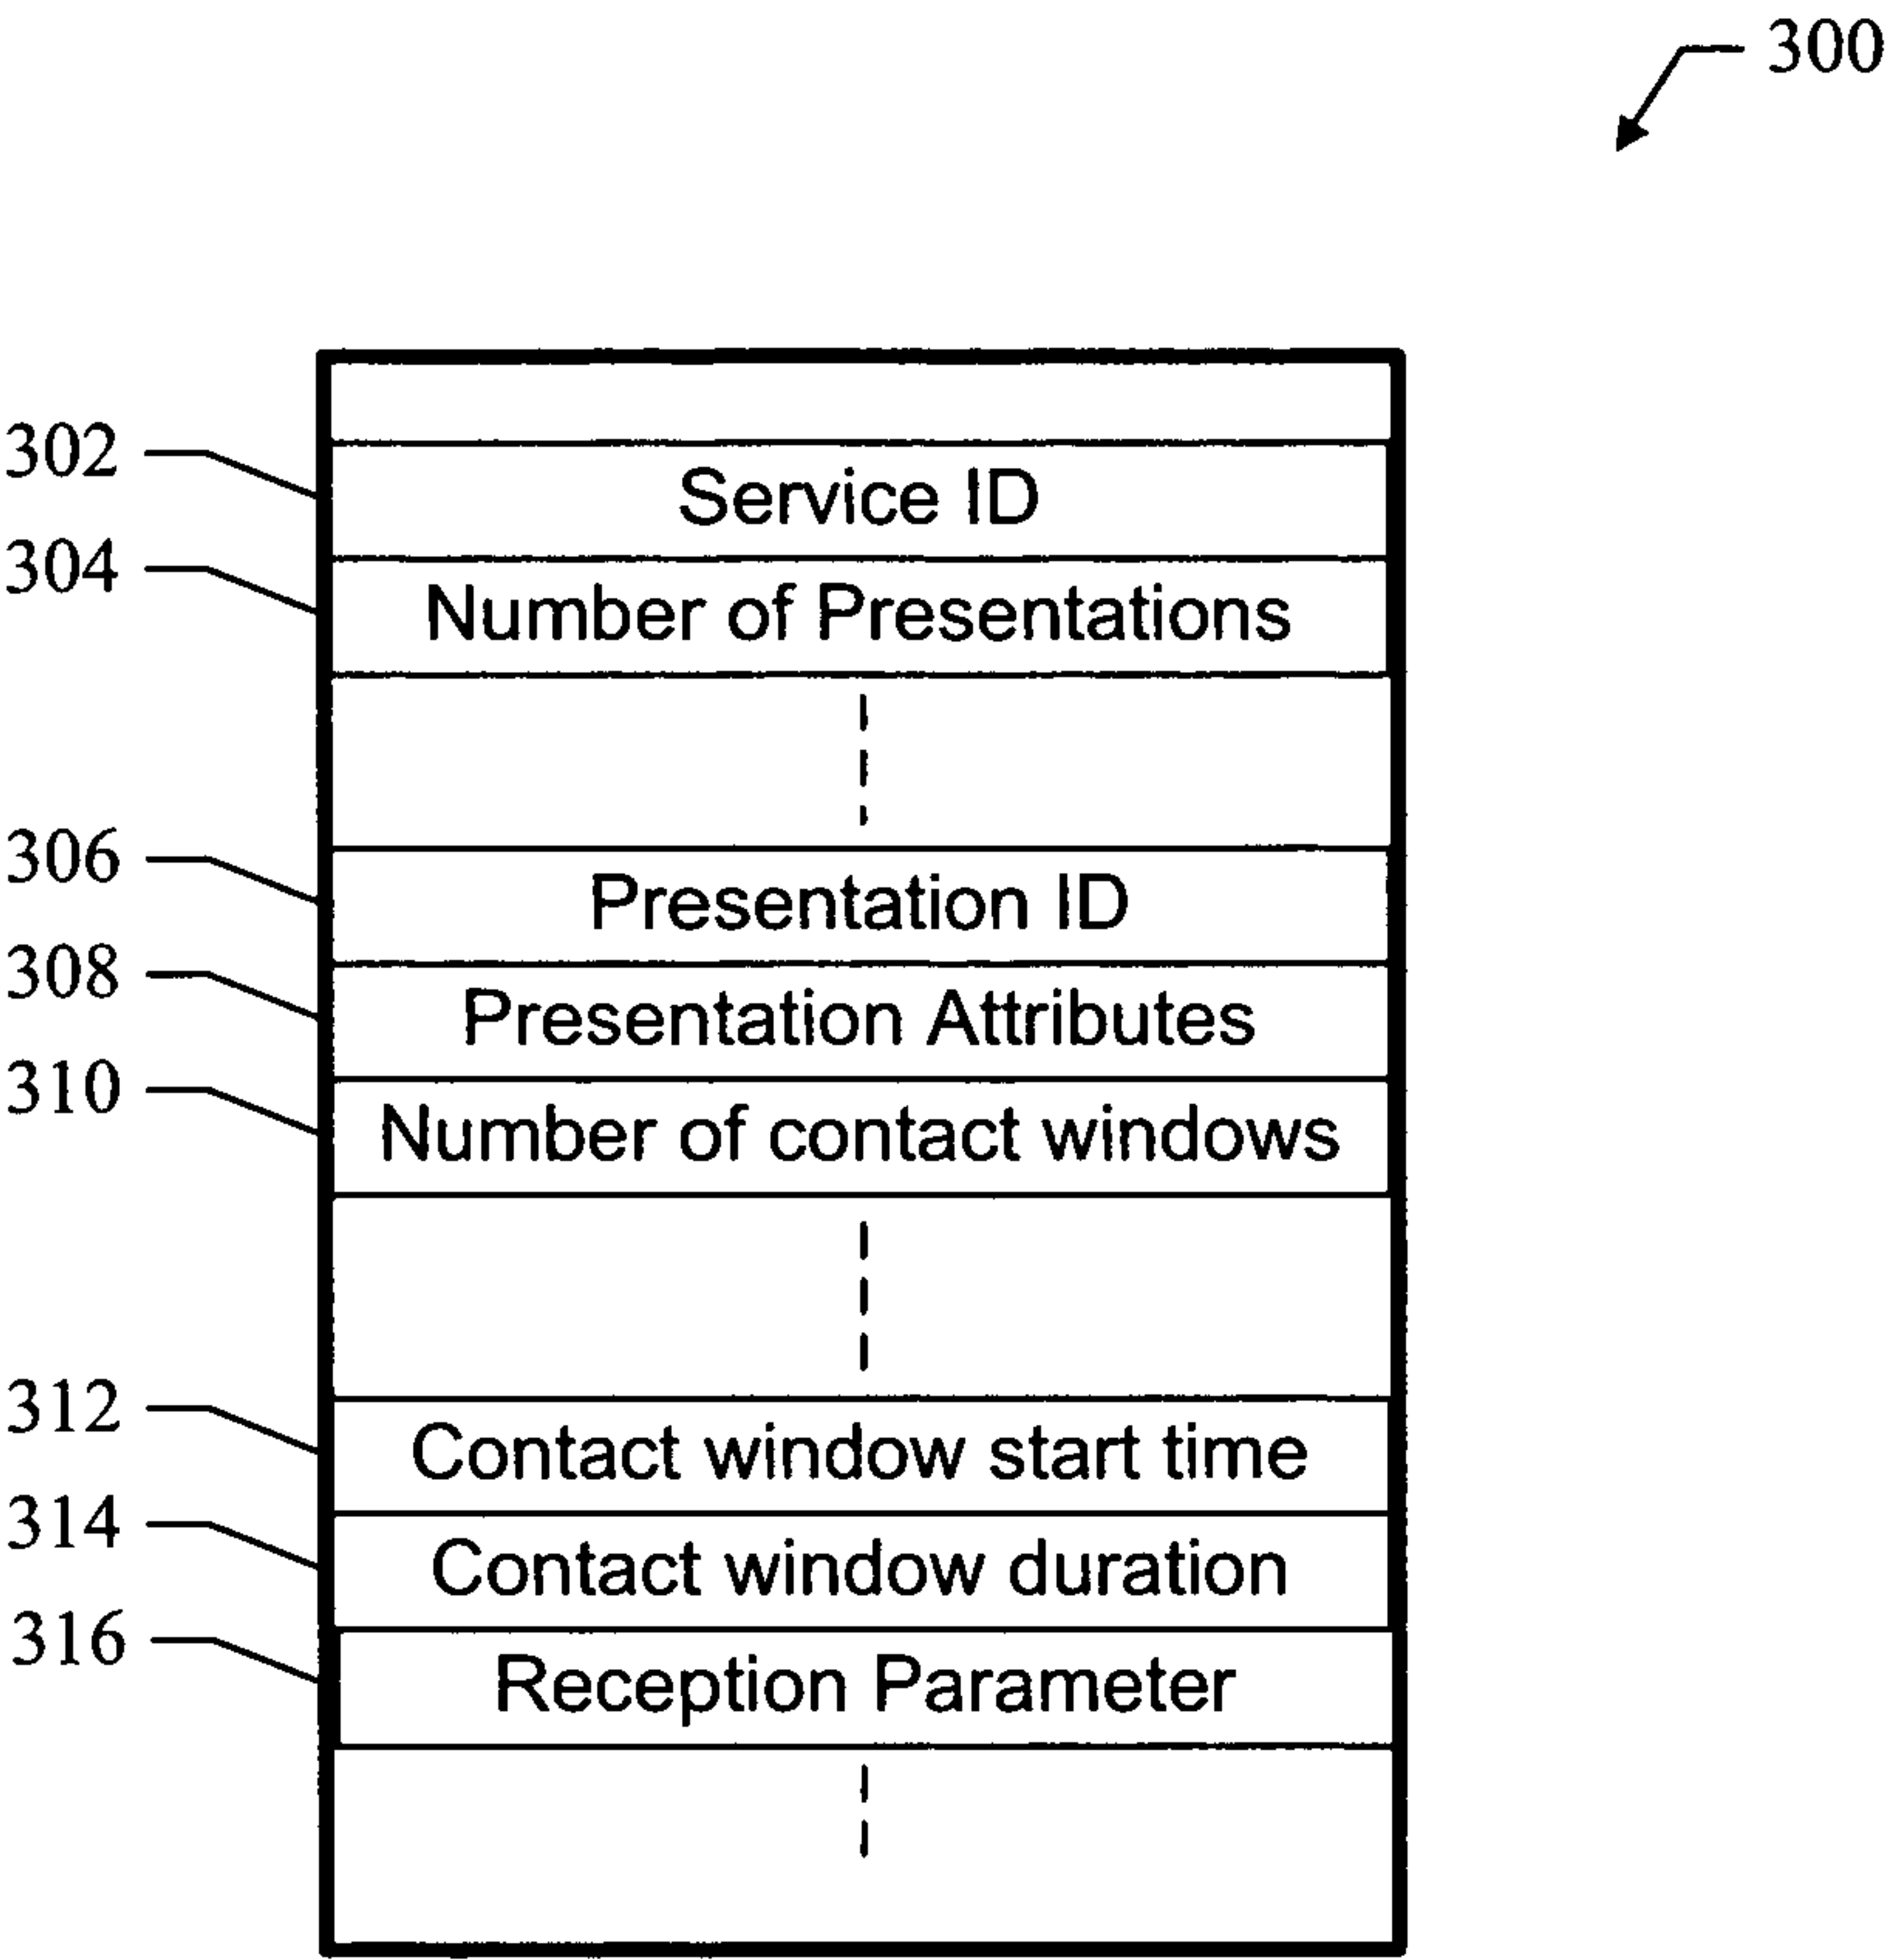 300
302 Service ID
304 Number of Presentations
306 Presentation ID
308 Presentation Attributes
310 Number of contact windows
312 Contact window start time
314 Contact window duration
316 Reception Parameter